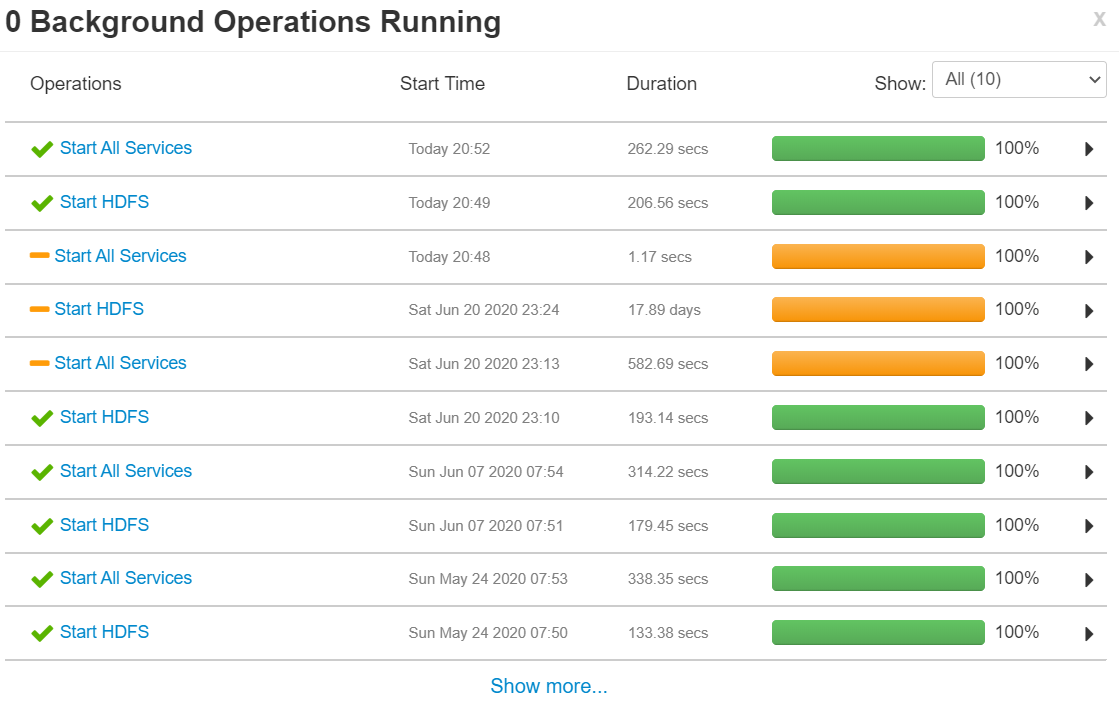 0 Background Operations Running
x
Operations Start Time Duration Show: All (10)
Start All Services Today 20:52 262.29 secs 100%
Start HDFS Today 20:49 206.56 secs 100%
Start All Services Today 20:48 1.17 secs 100%
Start HDFS Sat Jun 20 2020 23:24 17.89 days 100%
Start All Services Sat Jun 20 2020 23:13 582.69 secs 100%
Start HDFS Sat Jun 20 2020 23:10 193.14 secs 100%
Start All Services Sun Jun 07 2020 07:54 314.22 secs 100%
Start HDFS Sun Jun 07 2020 07:51 179.45 secs 100%
Start All Services Sun May 24 2020 07:53 338.35 secs 100%
Start HDFS Sun May 24 2020 07:50 133.38 secs 100%
Show more...